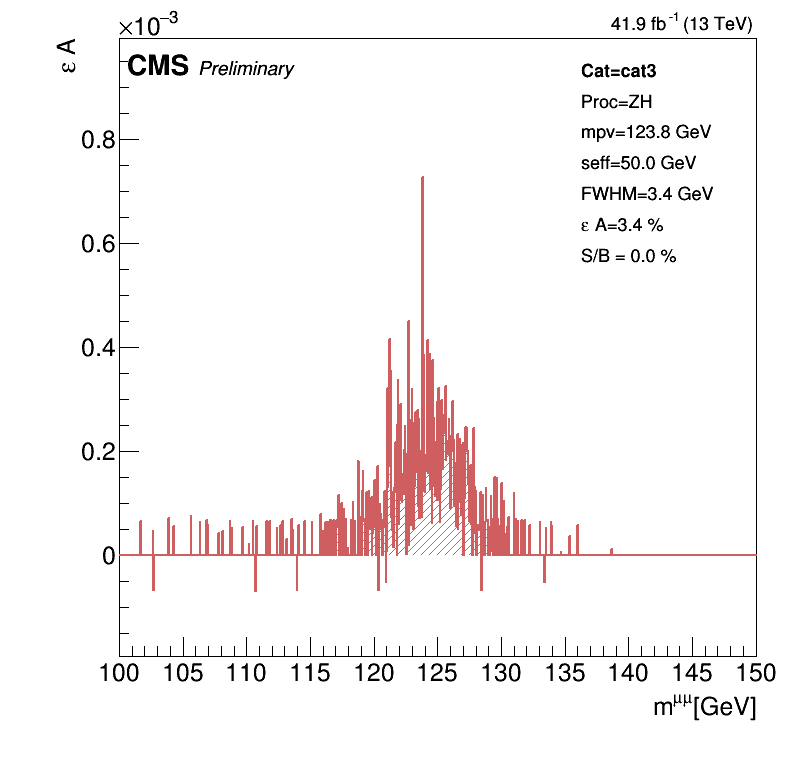 ×10⁻³
41.9 fb⁻¹ (13 TeV)
ε A
CMS Preliminary
Cat=cat3
Proc=ZH
mpv=123.8 GeV
seff=50.0 GeV
FWHM=3.4 GeV
ε A=3.4 %
S/B = 0.0 %
0.8
0.6
0.4
0.2
0
100 105 110 115 120 125 130 135 140 145 150
m^μμ[GeV]